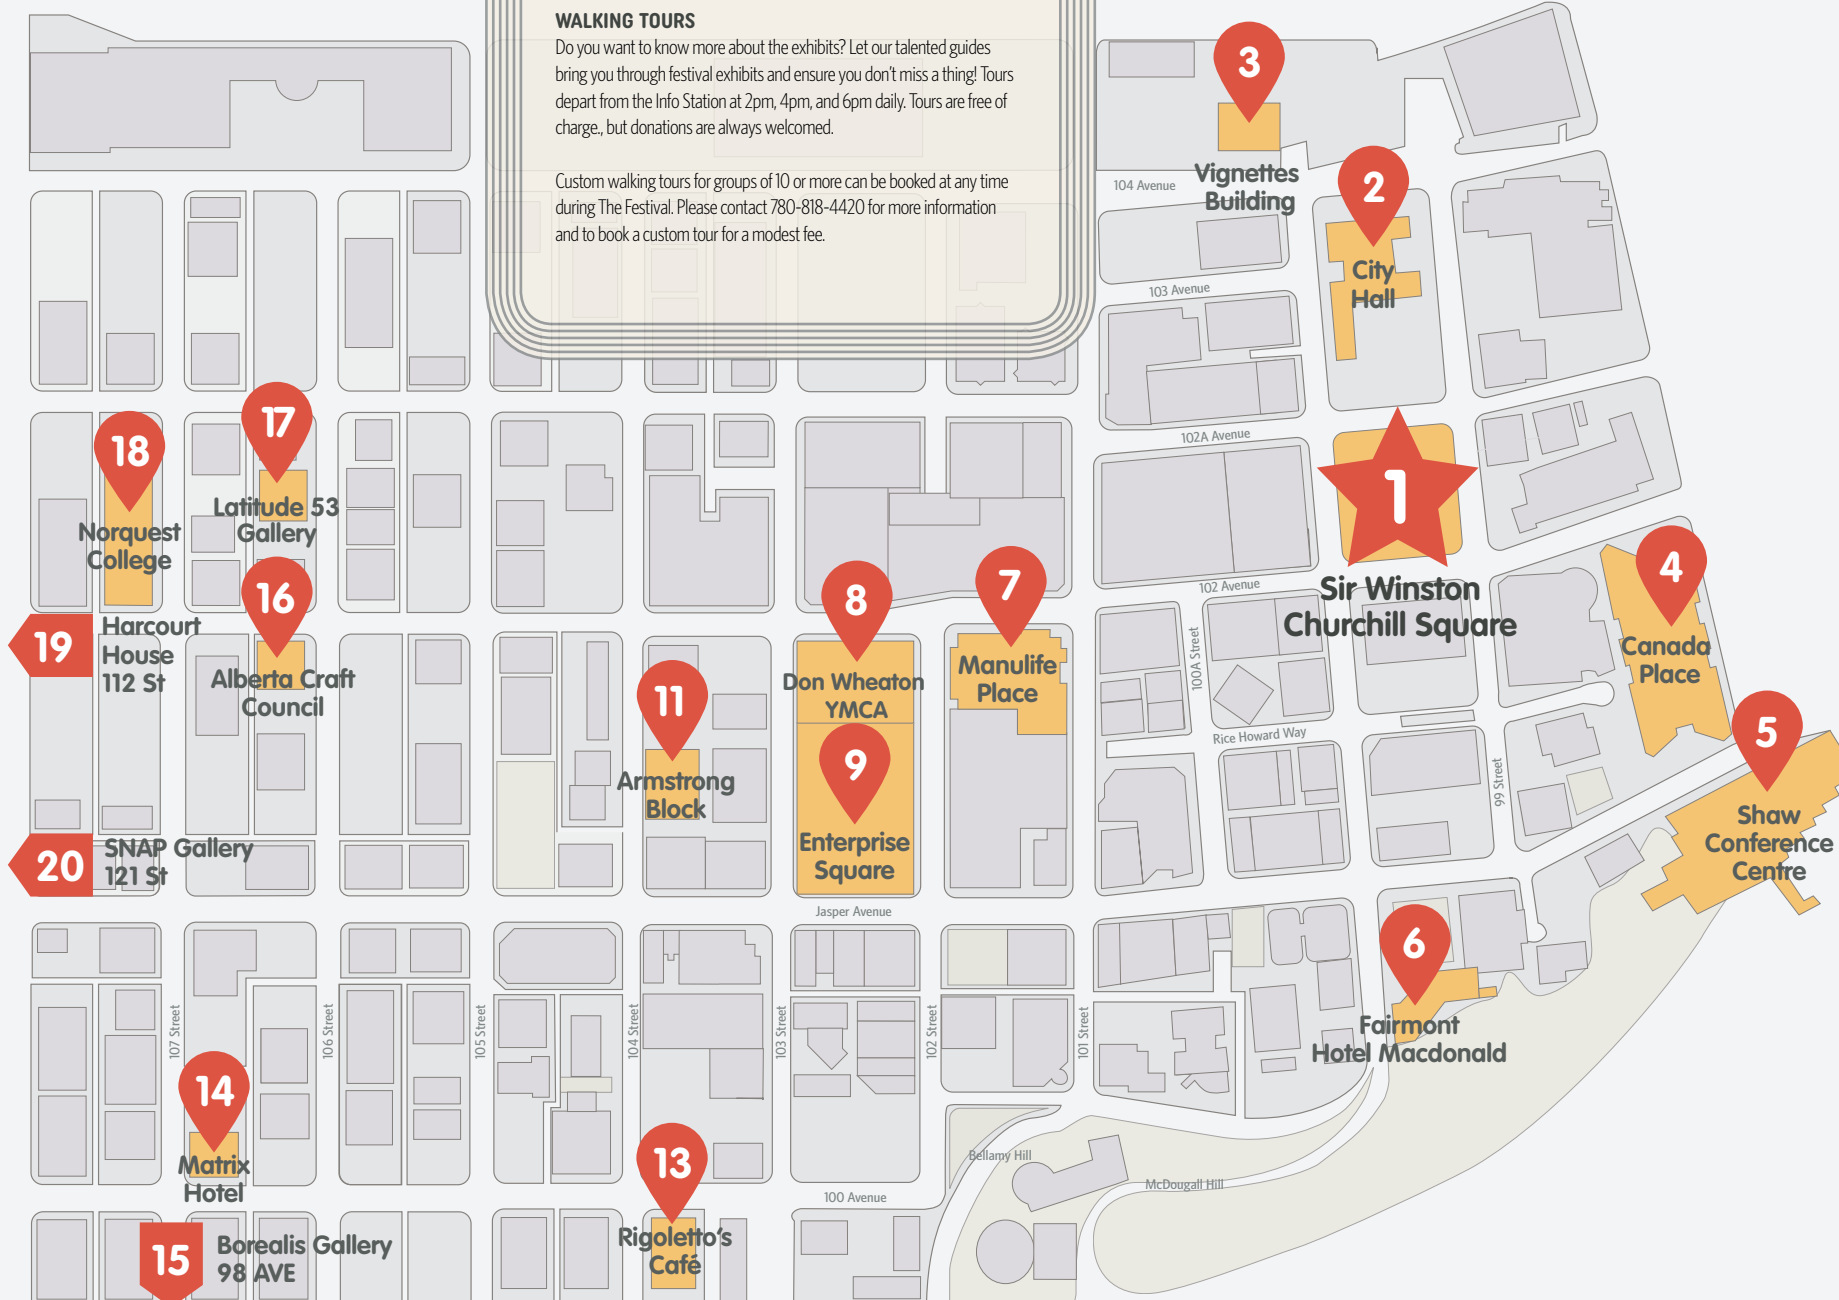 WALKING TOURS
Do you want to know more about the exhibits? Let our talented guides
bring you through festival exhibits and ensure you don't miss a thing! Tours
depart from the Info Station at 2pm, 4pm, and 6pm daily. Tours are free of
charge., but donations are always welcomed.
Custom walking tours for groups of 10 or more can be booked at any time
during The Festival. Please contact 780-818-4420 for more information
and to book a custom tour for a modest fee.
3
Vignettes
Building
104 Avenue
2
City
Hall
103 Avenue
102A Avenue
1
Sir Winston
Churchill Square
102 Avenue
18
Norquest
College
17
Latitude 53
Gallery
16
Alberta Craft
Council
19
Harcourt
House
112 St
8
Don Wheaton
YMCA
7
Manulife
Place
4
Canada
Place
100A Street
11
Armstrong
Block
9
Enterprise
Square
Rice Howard Way
99 Street
5
Shaw
Conference
Centre
20
SNAP Gallery
121 St
Jasper Avenue
6
Fairmont
Hotel Macdonald
107 Street
106 Street
105 Street
104 Street
103 Street
102 Street
101 Street
14
Matrix
Hotel
13
Rigoletto's
Café
100 Avenue
Bellamy Hill
McDougall Hill
15
Borealis Gallery
98 AVE